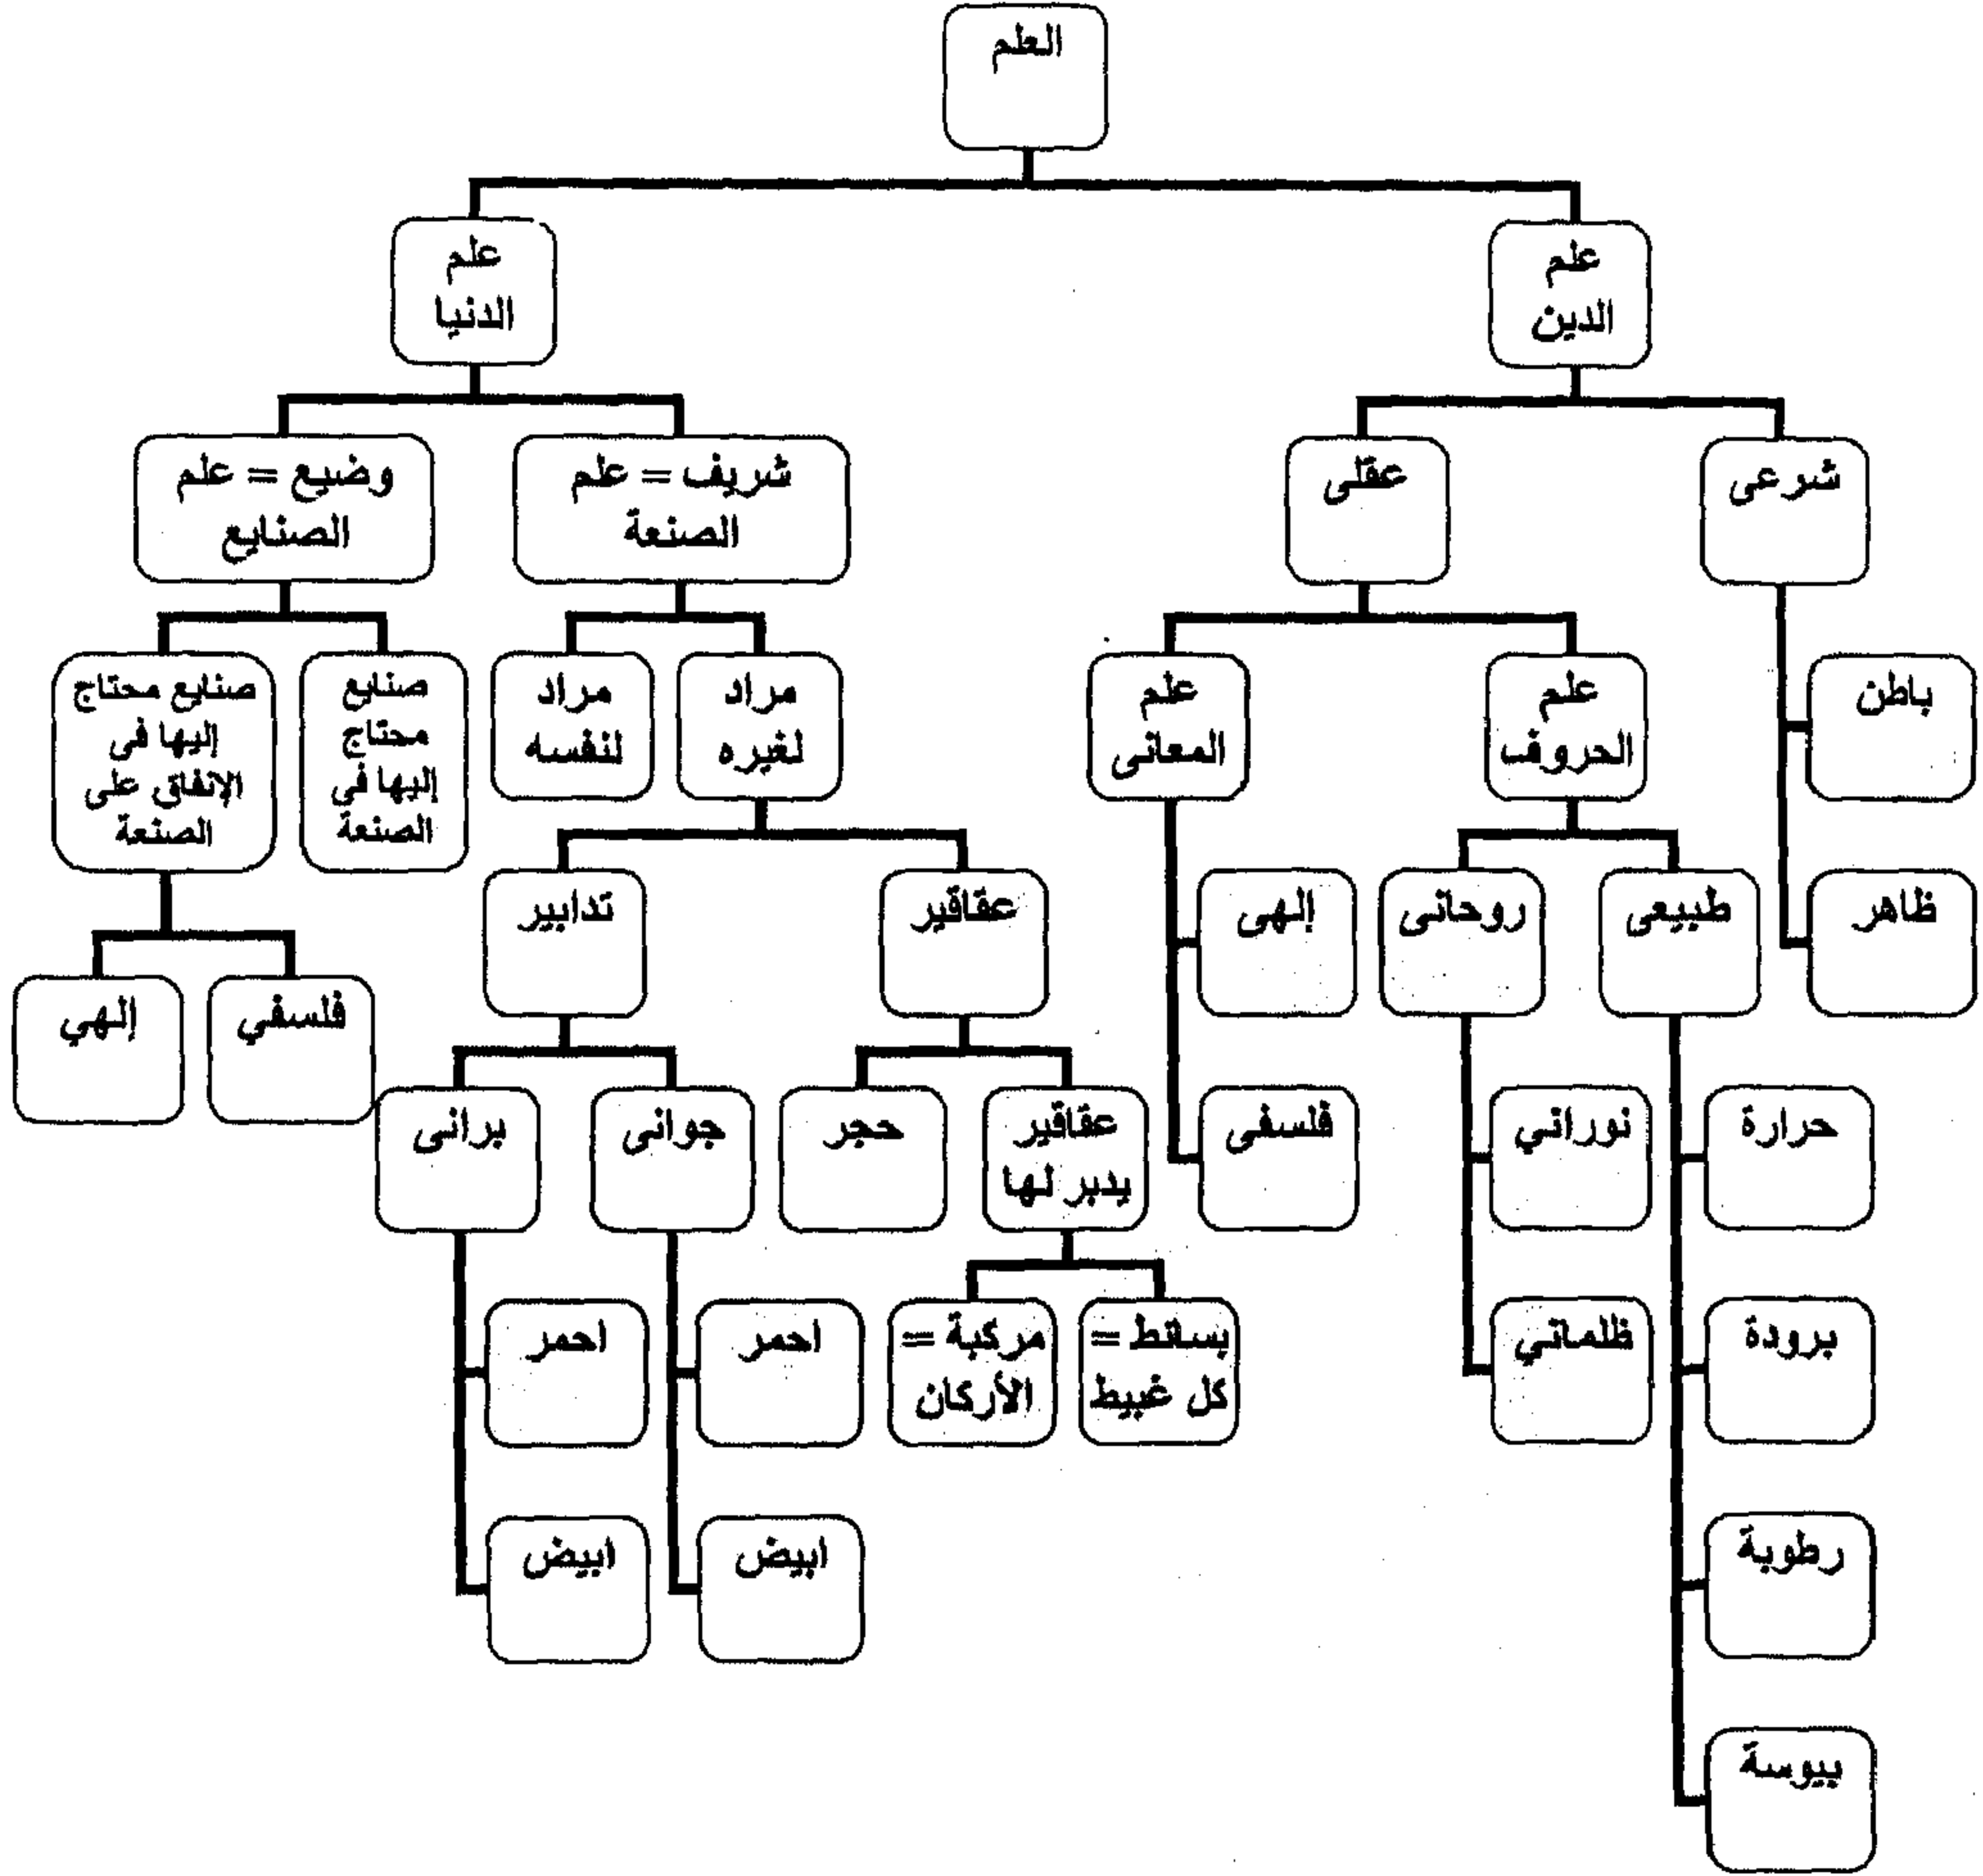 العلم
علم
الدين
علم
الدنيا
شرعى
عقلى
شريف = علم
الصنعة
وضيع = علم
الصنايع
باطن
علم
الحروف
علم
المعانى
مراد
لغيره
مراد
لنفسه
صنايع
محتاج
إليها في
الصنعة
صنايع محتاج
إليها فى
الإنفاق على
الصنعة
ظاهر
طبيعى
روحانى
إلهى
عقاقير
تدابير
فلسفي
إلهي
حرارة
نوراني
فلسفى
عقاقير
يدبر لها
حجر
جوانى
برانى
برودة
ظلماتي
بسائط =
كل غبيط
مركبة =
الأركان
احمر
احمر
رطوبة
ابيض
ابيض
يبوسة